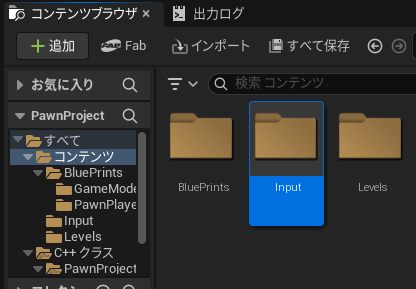 コンテンツブラウザ
出力ログ
追加
Fab
インポート
すべて保存
お気に入り
検索 コンテンツ
PawnProject
すべて
コンテンツ
BluePrints
GameMode
PawnPlaye
Input
Levels
C++ クラス
PawnProject
BluePrints
Input
Levels